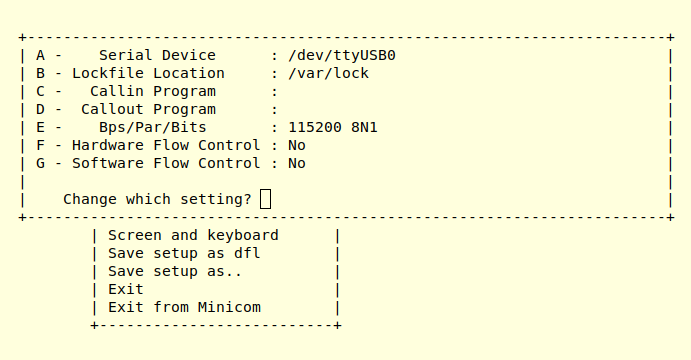 +-----------------------------------------------------------------------+
| A -    Serial Device      : /dev/ttyUSB0                              |
| B - Lockfile Location     : /var/lock                                 |
| C -   Callin Program      :                                           |
| D -  Callout Program      :                                           |
| E -    Bps/Par/Bits       : 115200 8N1                                |
| F - Hardware Flow Control : No                                        |
| G - Software Flow Control : No                                        |
|                                                                       |
|    Change which setting?                                              |
+-----------------------------------------------------------------------+
        | Screen and keyboard      |
        | Save setup as dfl        |
        | Save setup as..          |
        | Exit                     |
        | Exit from Minicom        |
        +--------------------------+